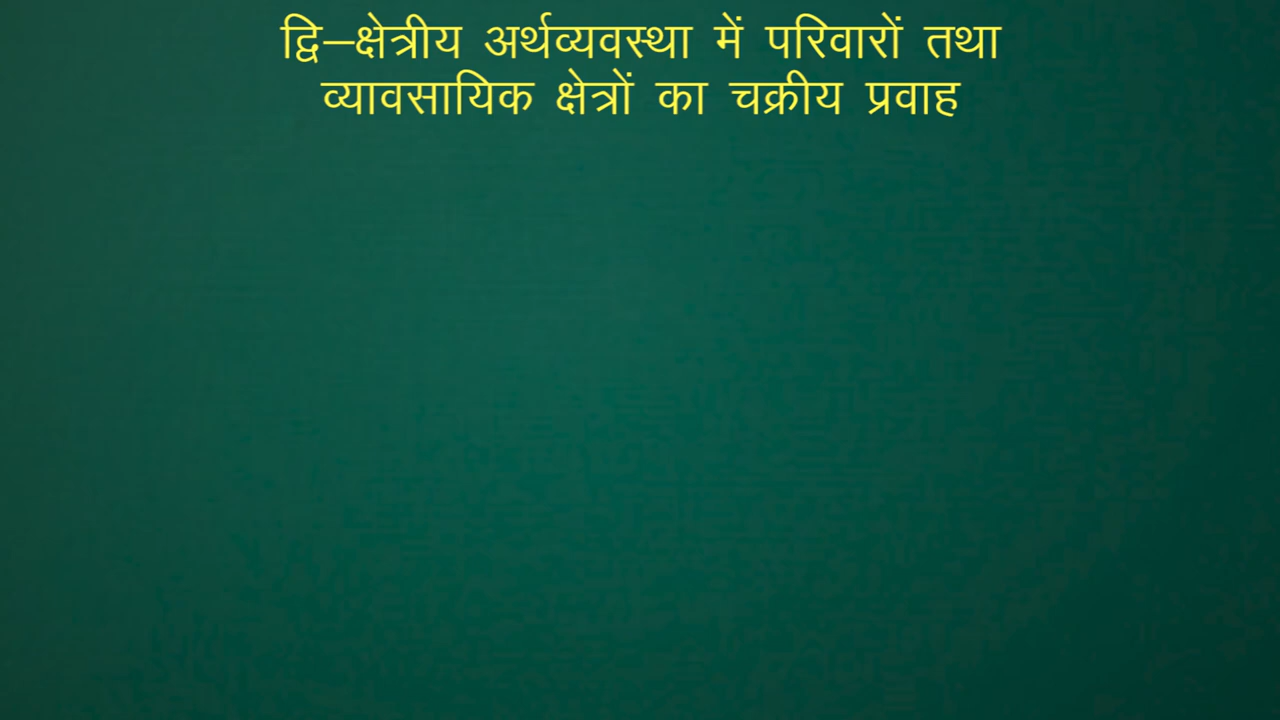 द्वि–क्षेत्रीय अर्थव्यवस्था में परिवारों तथा
व्यावसायिक क्षेत्रों का चक्रीय प्रवाह